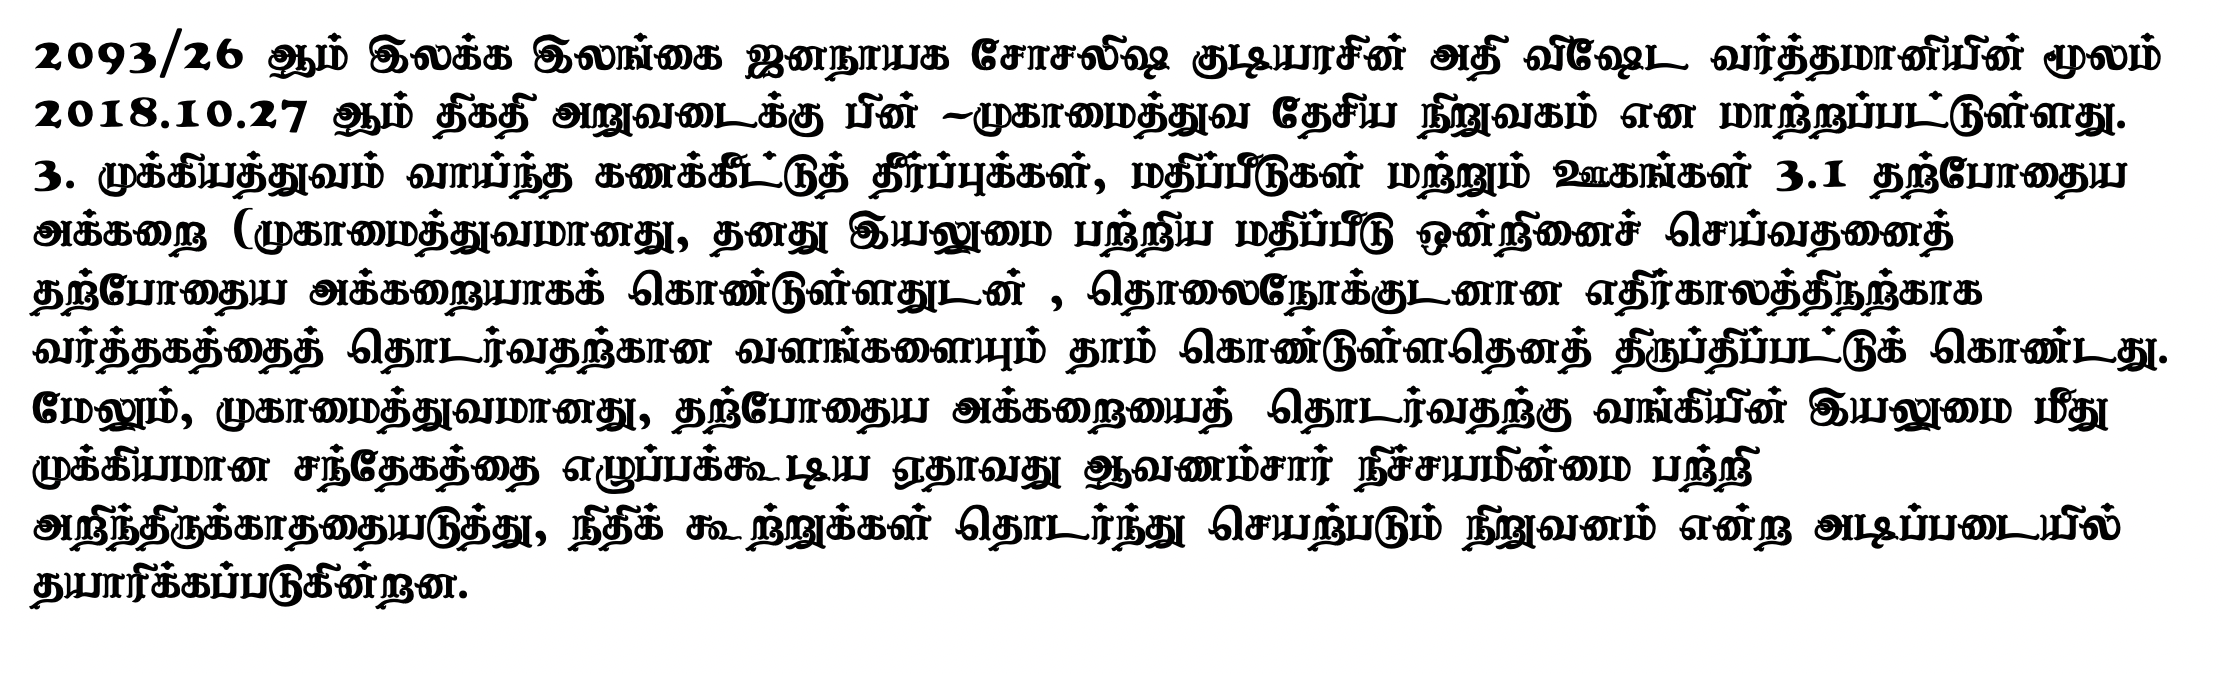 2093/26 ஆம் இலக்க இலங்கை ஜனநாயக சோசலிஷ குடியரசின் அதி விஷேட வர்த்தமானியின் மூலம்
2018.10.27 ஆம் திகதி அறுவடைக்கு பின் ~முகாமைத்துவ தேசிய நிறுவகம் என மாற்றப்பட்டுள்ளது.
3. முக்கியத்துவம் வாய்ந்த கணக்கீட்டுத் தீர்ப்புக்கள், மதிப்பீடுகள் மற்றும் ஊகங்கள் 3.1 தற்போதைய
அக்கறை (முகாமைத்துவமானது, தனது இயலுமை பற்றிய மதிப்பீடு ஒன்றினைச் செய்வதனைத்
தற்போதைய அக்கறையாகக் கொண்டுள்ளதுடன் , தொலைநோக்குடனான எதிர்காலத்திநற்காக
வர்த்தகத்தைத் தொடர்வதற்கான வளங்களையும் தாம் கொண்டுள்ளதெனத் திருப்திப்பட்டுக் கொண்டது.
மேலும், முகாமைத்துவமானது, தற்போதைய அக்கறையைத் தொடர்வதற்கு வங்கியின் இயலுமை மீது
முக்கியமான சந்தேகத்தை எழுப்பக்கூடிய ஏதாவது ஆவணம்சார் நிச்சயமின்மை பற்றி
அறிந்திருக்காததையடுத்து, நிதிக் கூற்றுக்கள் தொடர்ந்து செயற்படும் நிறுவனம் என்ற அடிப்படையில்
தயாரிக்கப்படுகின்றன.